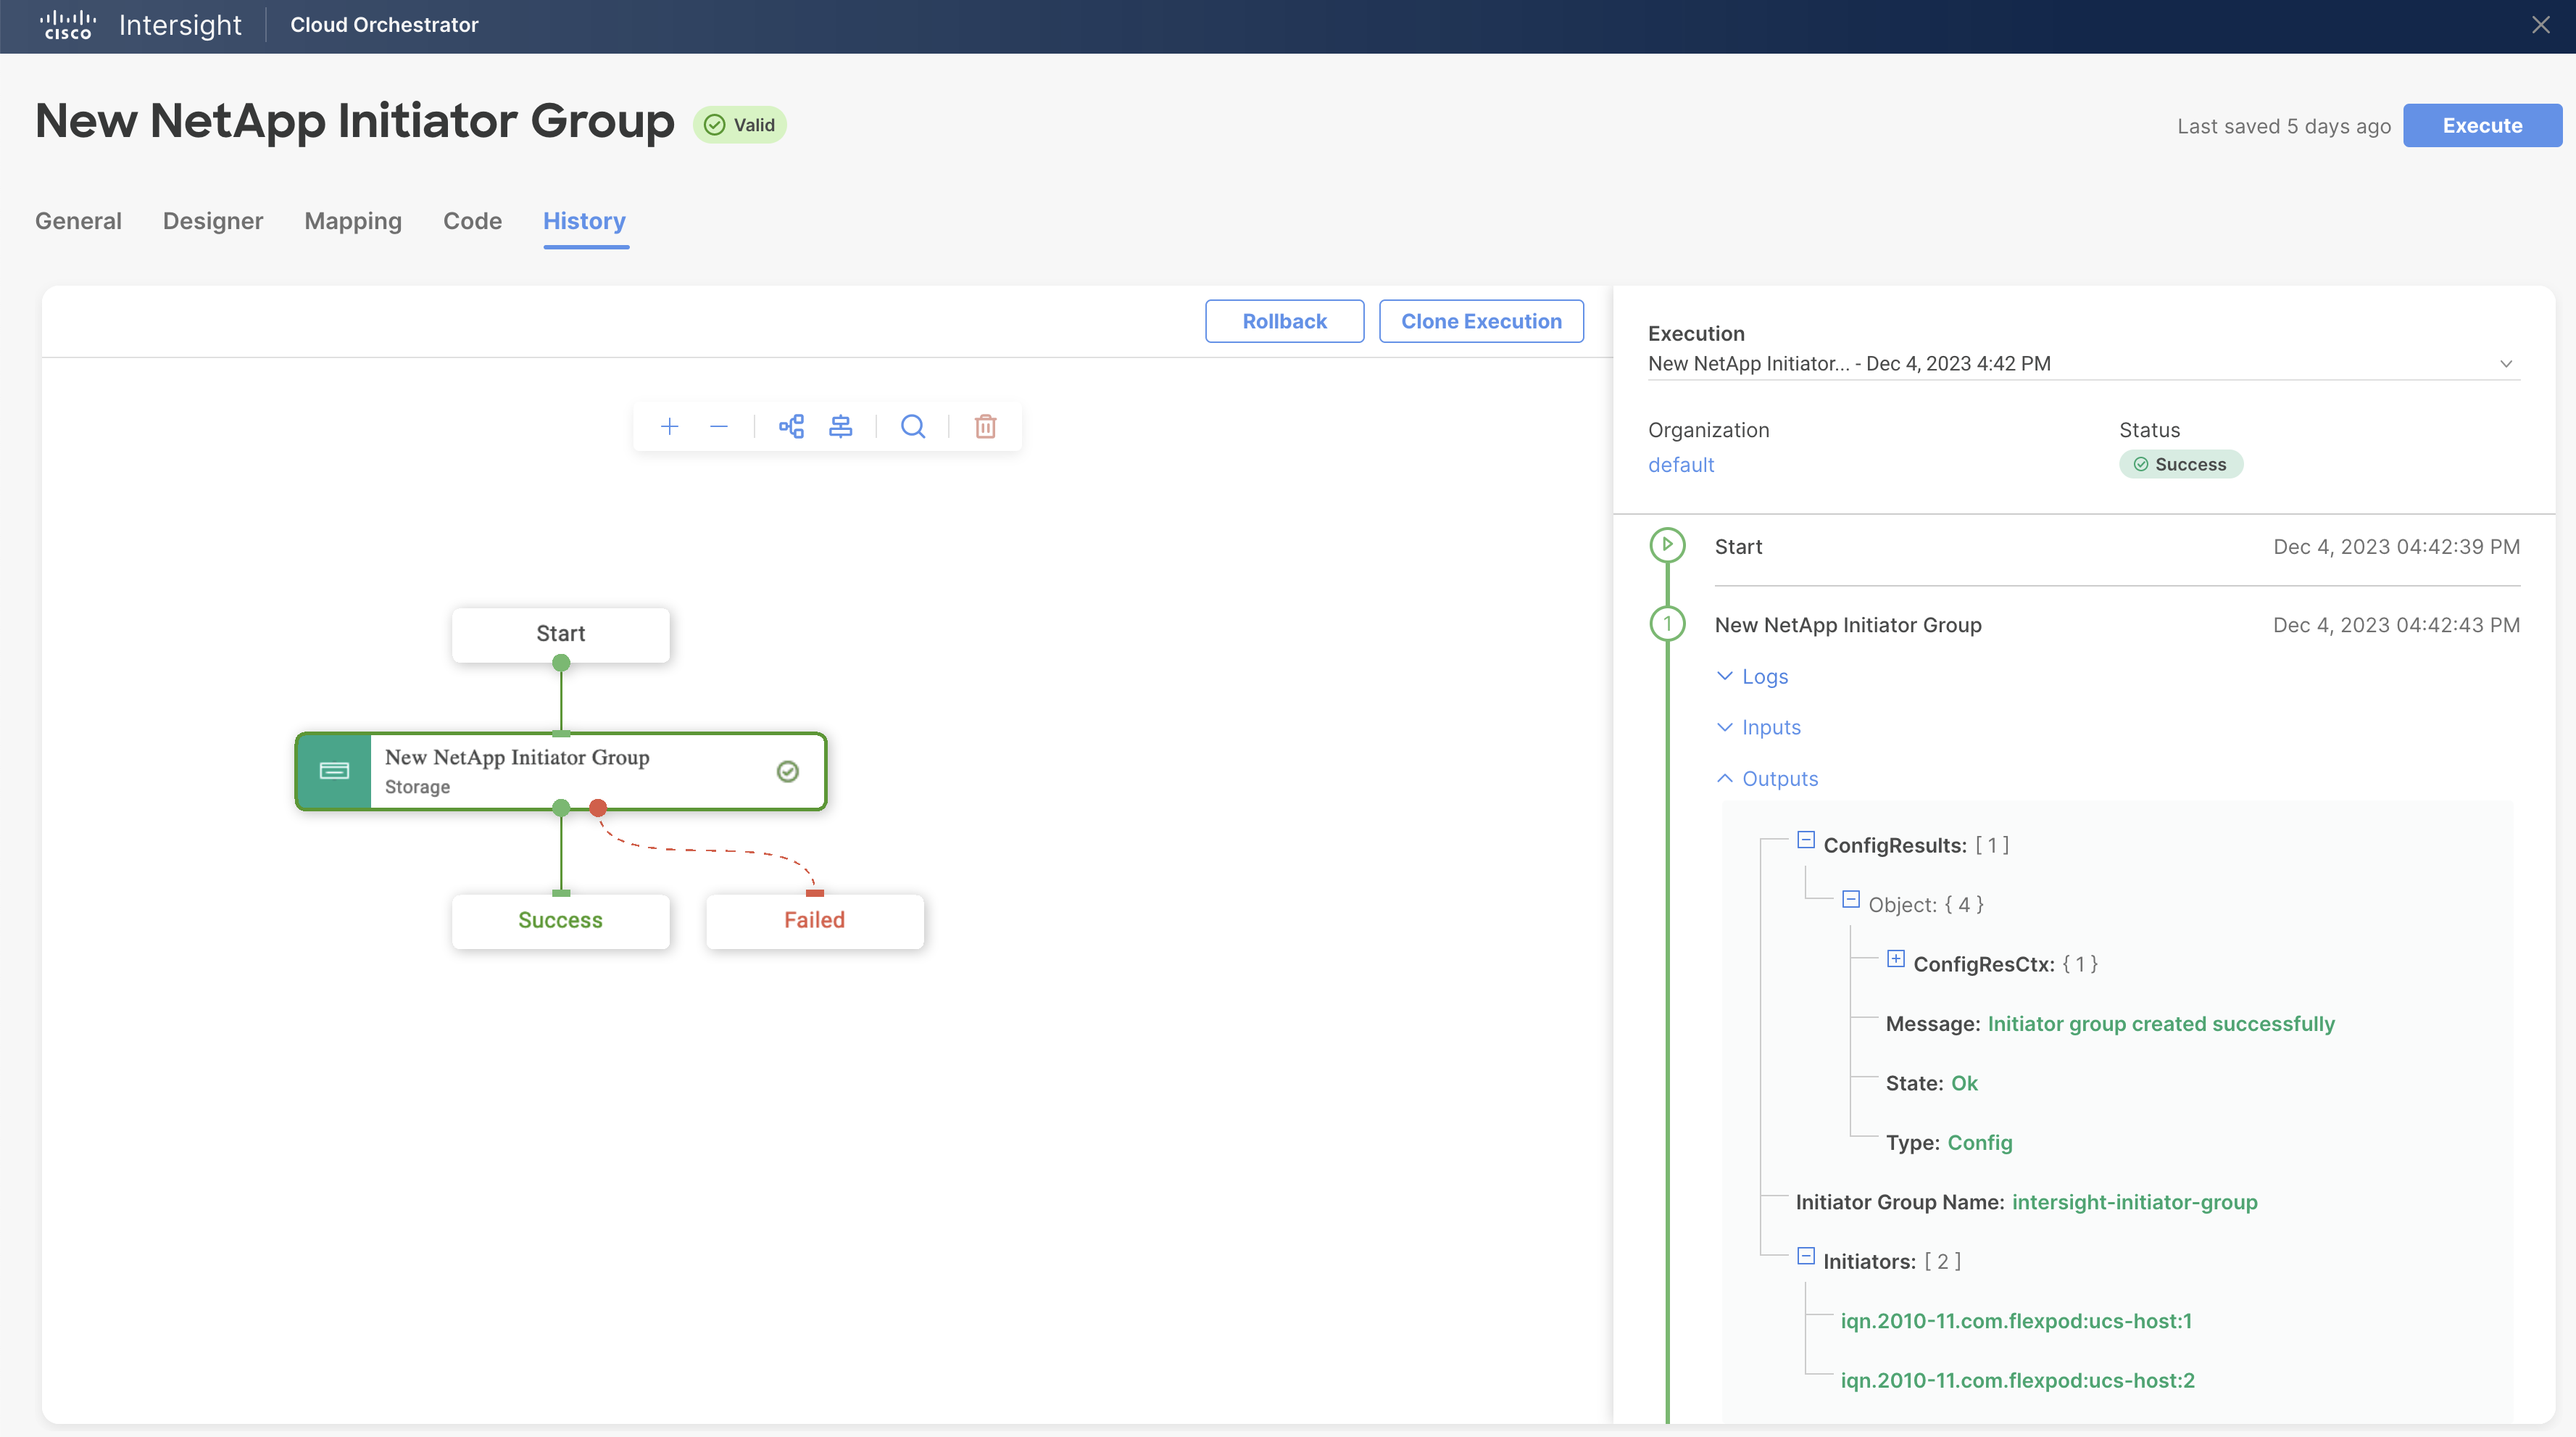 cisco Intersight Cloud Orchestrator
New NetApp Initiator Group Valid
Last saved 5 days ago Execute
General Designer Mapping Code History
Rollback Clone Execution
Start
New NetApp Initiator Group
Storage
Success Failed
Execution
New NetApp Initiator... - Dec 4, 2023 4:42 PM
Organization Status
default Success
Start Dec 4, 2023 04:42:39 PM
1 New NetApp Initiator Group Dec 4, 2023 04:42:43 PM
Logs
Inputs
Outputs
ConfigResults: [ 1 ]
Object: { 4 }
ConfigResCtx: { 1 }
Message: Initiator group created successfully
State: Ok
Type: Config
Initiator Group Name: intersight-initiator-group
Initiators: [ 2 ]
iqn.2010-11.com.flexpod:ucs-host:1
iqn.2010-11.com.flexpod:ucs-host:2